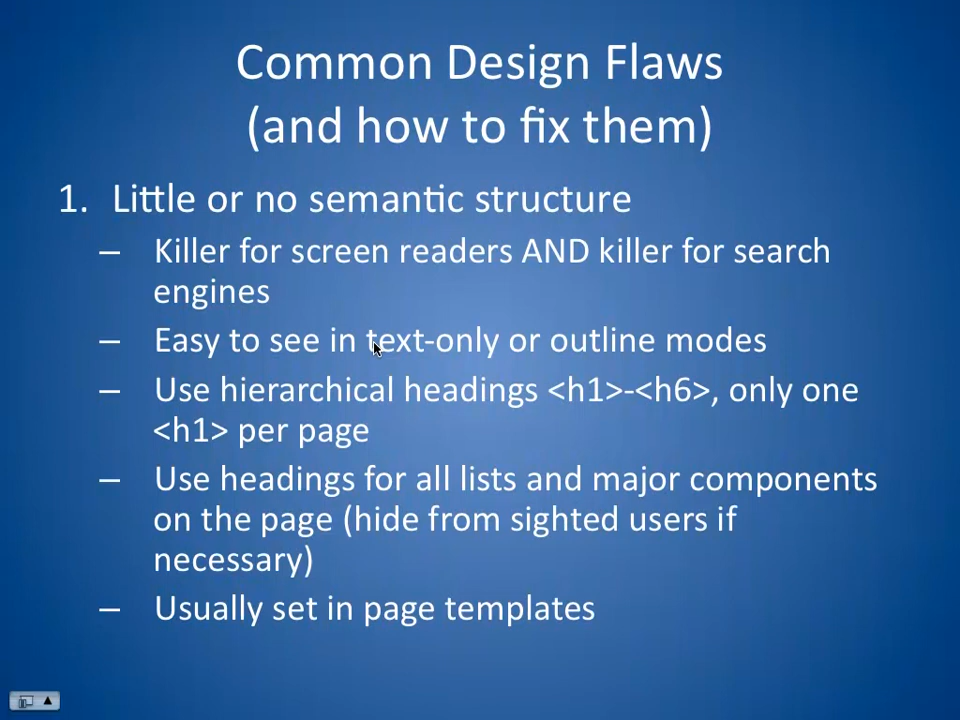 Common Design Flaws
(and how to fix them)
1. Little or no semantic structure
– Killer for screen readers AND killer for search
engines
– Easy to see in text-only or outline modes
– Use hierarchical headings <h1>-<h6>, only one
<h1> per page
– Use headings for all lists and major components
on the page (hide from sighted users if
necessary)
– Usually set in page templates